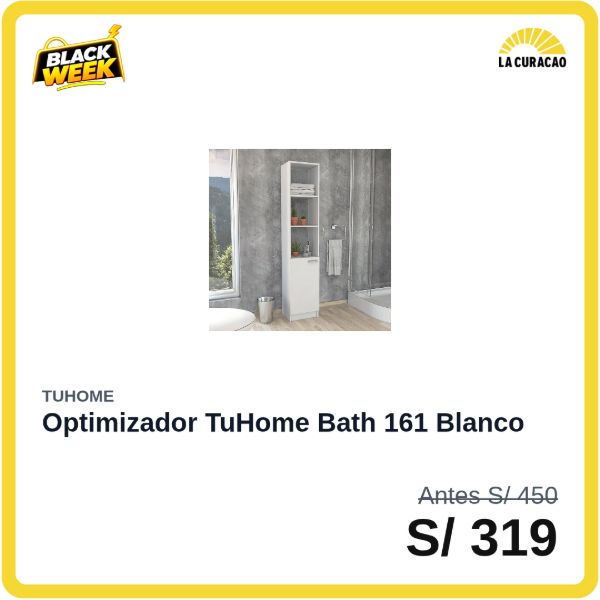 BLACK
WEEK
LA CURACAO
TUHOME
Optimizador TuHome Bath 161 Blanco
Antes S/ 450
S/ 319